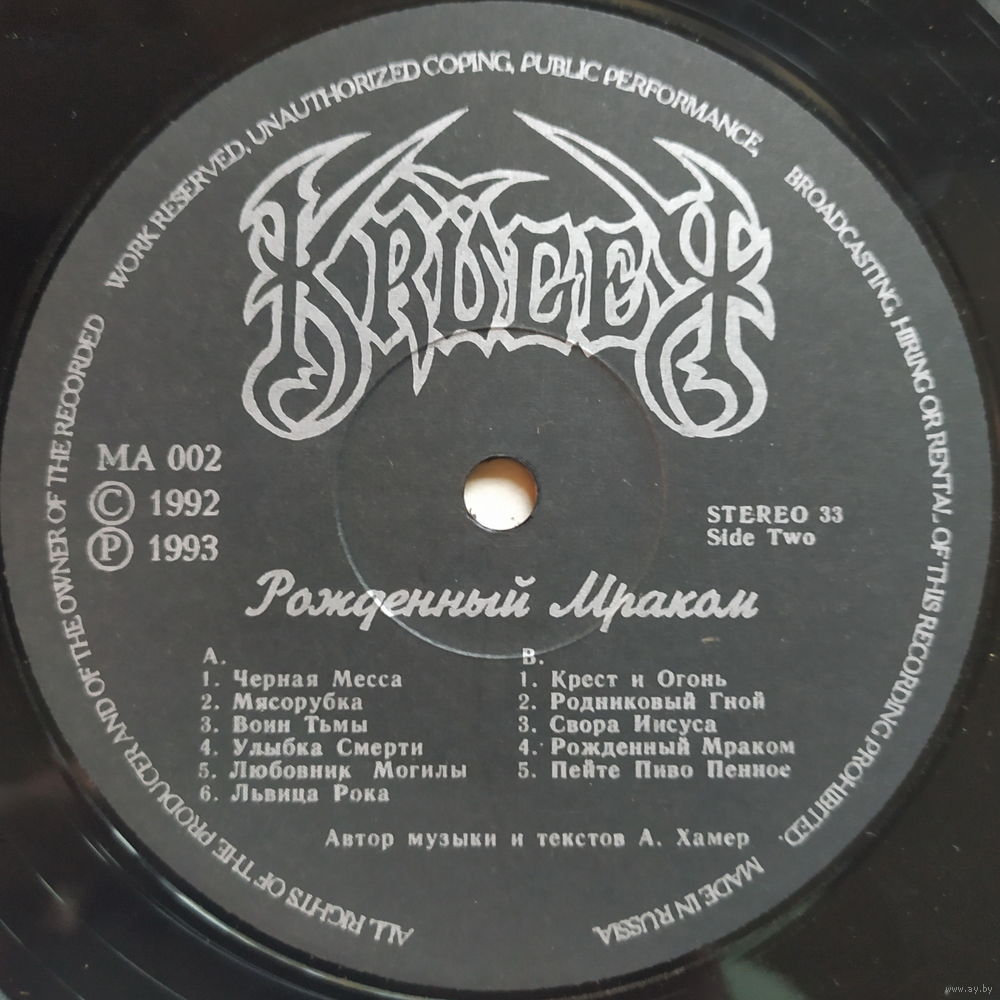 ALL RIGHTS OF THE PRODUCER AND OF THE OWNER OF THE RECORDED WORK RESERVED, UNAUTHORIZED COPING, PUBLIC PERFORMANCE, BROADCASTING, HIRING OR RENTAL OF THIS RECORDING PROHIBITED. MADE IN RUSSIA
KRÜGER
MA 002
© 1992
℗ 1993
STEREO 33
Side Two
Рожденный Мраком
A.
1. Черная Месса
2. Мясорубка
3. Воин Тьмы
4. Улыбка Смерти
5. Любовник Могилы
6. Львица Рока
B.
1. Крест и Огонь
2. Родниковый Гной
3. Свора Иисуса
4. Рожденный Мраком
5. Пейте Пиво Пенное
Автор музыки и текстов А. Хамер
www.ay.by